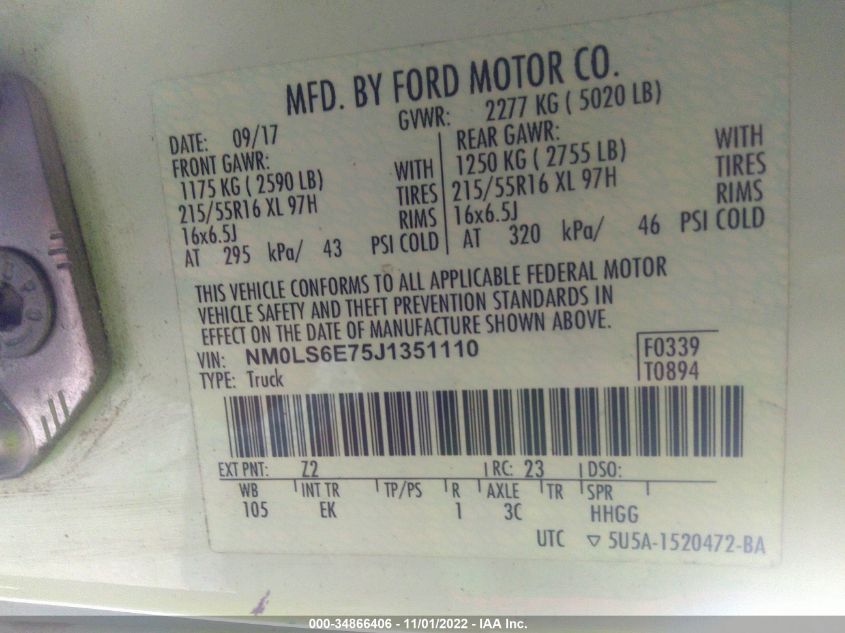 MFD. BY FORD MOTOR CO.
DATE: 09/17 GVWR: 2277 KG ( 5020 LB)
FRONT GAWR: REAR GAWR:
1175 KG ( 2590 LB) WITH 1250 KG ( 2755 LB) WITH
215/55R16 XL 97H TIRES 215/55R16 XL 97H TIRES
16x6.5J RIMS 16x6.5J RIMS
AT 295 kPa/ 43 PSI COLD AT 320 kPa/ 46 PSI COLD
THIS VEHICLE CONFORMS TO ALL APPLICABLE FEDERAL MOTOR
VEHICLE SAFETY AND THEFT PREVENTION STANDARDS IN
EFFECT ON THE DATE OF MANUFACTURE SHOWN ABOVE.
VIN: NM0LS6E75J1351110 F0339
TYPE: Truck T0894
EXT PNT: Z2 RC: 23 DSO:
WB INT TR TP/PS R AXLE TR SPR
105 EK 1 3C HHGG
UTC ▽ 5U5A-1520472-BA
000-34866406 - 11/01/2022 - IAA Inc.